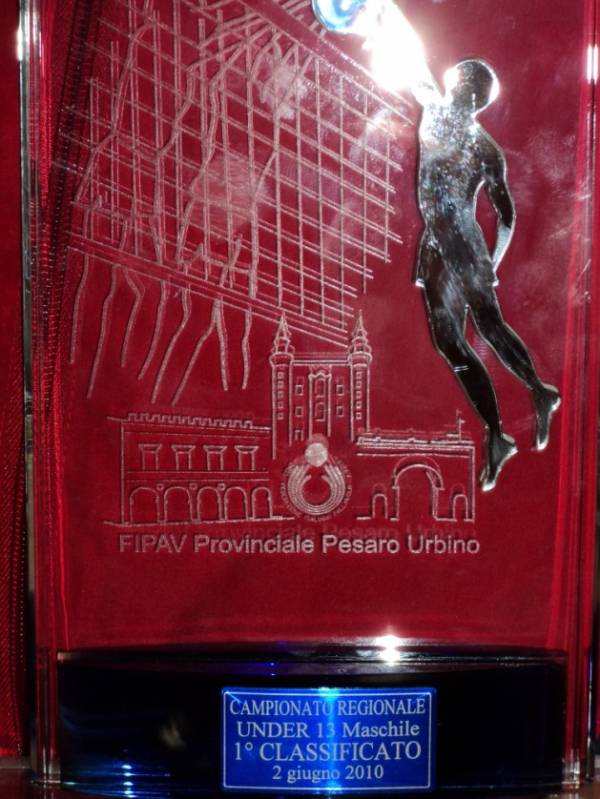 FIPAV Provinciale Pesaro Urbino
CAMPIONATO REGIONALE
UNDER 13 Maschile
1° CLASSIFICATO
2 giugno 2010